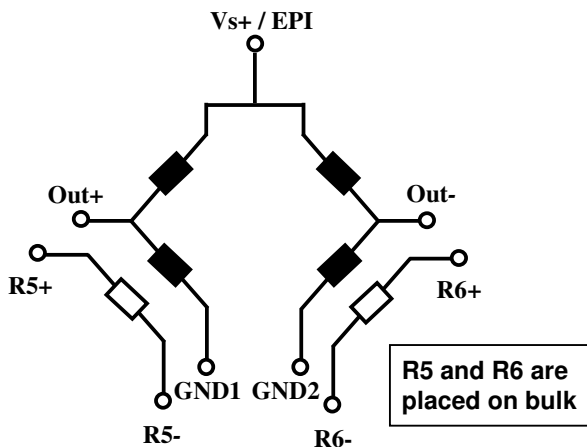 Vs+ / EPI
Out+
Out-
R5+
R6+
GND1
GND2
R5-
R6-
R5 and R6 are
placed on bulk